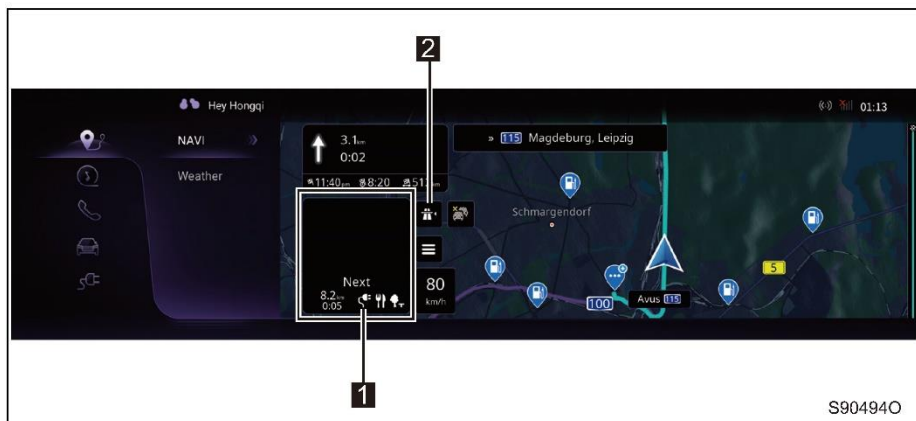 2
Hey Hongqi
01:13
NAVI
Weather
3.1km
0:02
» 115 Magdeburg, Leipzig
11:40pm 8:20 513km
Schmargendorf
Next
8.2km
0:05
80
km/h
5
100
Avus 115
1
S90494O